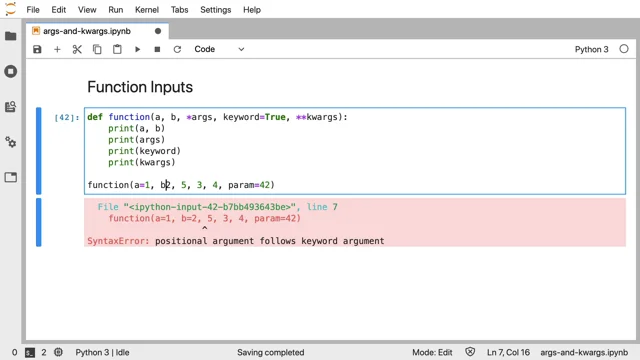 File Edit View Run Kernel Tabs Settings Help
args-and-kwargs.ipynb
Code Python 3
Function Inputs
[42]: def function(a, b, *args, keyword=True, **kwargs):
print(a, b)
print(args)
print(keyword)
print(kwargs)
function(a=1, b2, 5, 3, 4, param=42)
File "<ipython-input-42-b7bb493643be>", line 7
function(a=1, b=2, 5, 3, 4, param=42)
^
SyntaxError: positional argument follows keyword argument
0 2 Python 3 | Idle Saving completed Mode: Edit Ln 7, Col 16 args-and-kwargs.ipynb